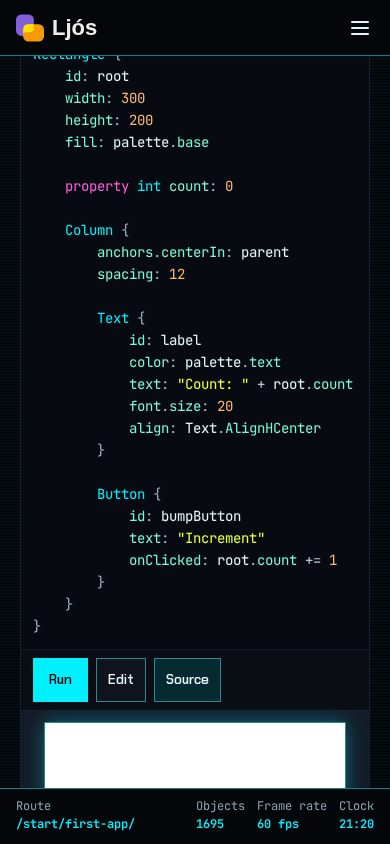 Ljós
Rectangle {
    id: root
    width: 300
    height: 200
    fill: palette.base

    property int count: 0

    Column {
        anchors.centerIn: parent
        spacing: 12

        Text {
            id: label
            color: palette.text
            text: "Count: " + root.count
            font.size: 20
            align: Text.AlignHCenter
        }

        Button {
            id: bumpButton
            text: "Increment"
            onClicked: root.count += 1
        }
    }
}
Run Edit Source
Route Objects Frame rate Clock
/start/first-app/ 1695 60 fps 21:20